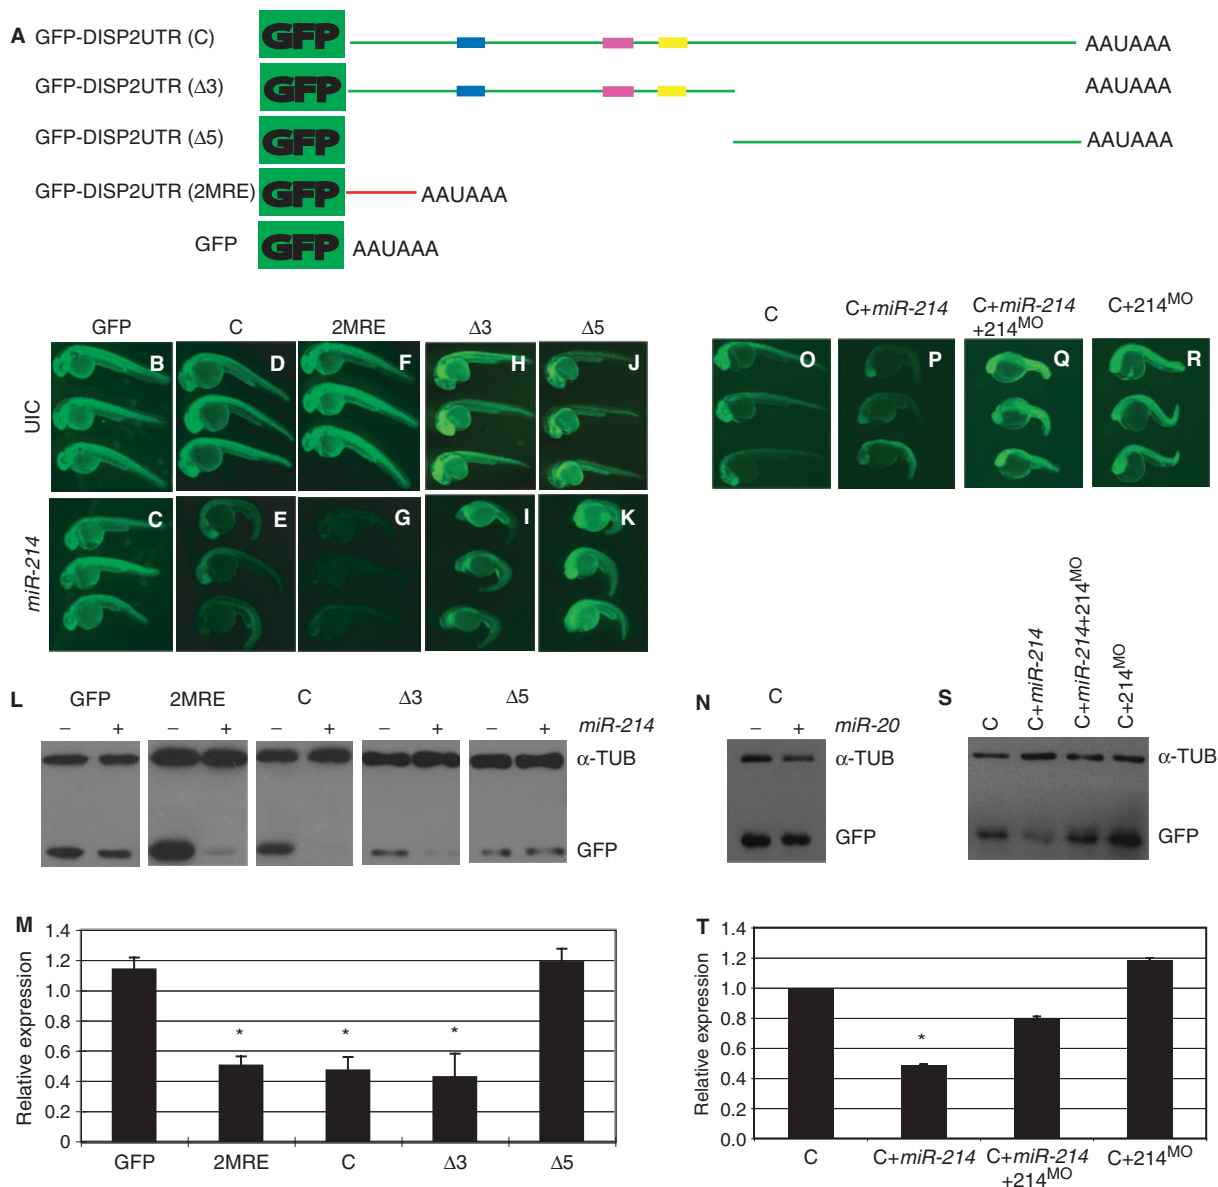 A GFP-DISP2UTR (C) GFP AAUAAA
GFP-DISP2UTR (Δ3) GFP AAUAAA
GFP-DISP2UTR (Δ5) GFP AAUAAA
GFP-DISP2UTR (2MRE) GFP AAUAAA
GFP GFP AAUAAA
GFP C 2MRE Δ3 Δ5
UIC
B D F H J
miR-214
C E G I K
C C+miR-214 C+miR-214 +214MO C+214MO
O P Q R
L GFP 2MRE C Δ3 Δ5
– + – + – + – + – + miR-214
α-TUB
GFP
N C
– + miR-20
α-TUB
GFP
S C C+miR-214 C+miR-214+214MO C+214MO
α-TUB
GFP
M
Relative expression
1.4
1.2
1.0
0.8
0.6
0.4
0.2
0
* * *
GFP 2MRE C Δ3 Δ5
T
Relative expression
1.4
1.2
1.0
0.8
0.6
0.4
0.2
0.0
*
C C+miR-214 C+miR-214 C+214MO
+214MO